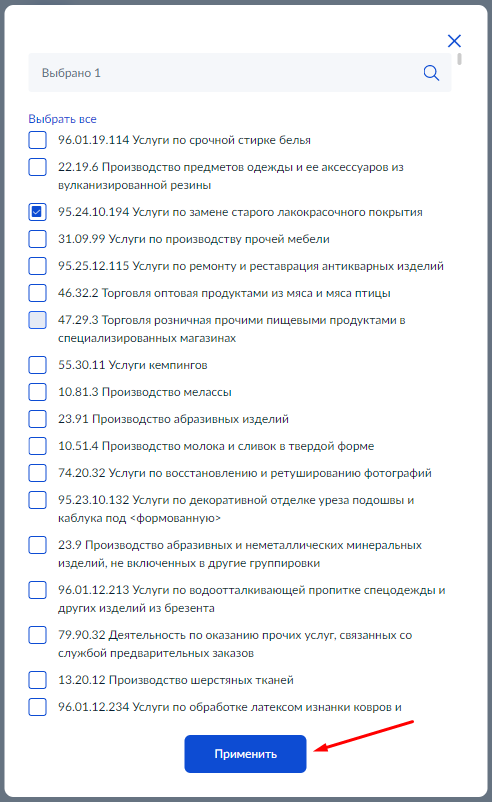 Выбрано 1
Выбрать все
96.01.19.114 Услуги по срочной стирке белья
22.19.6 Производство предметов одежды и ее аксессуаров из
вулканизированной резины
95.24.10.194 Услуги по замене старого лакокрасочного покрытия
31.09.99 Услуги по производству прочей мебели
95.25.12.115 Услуги по ремонту и реставрация антикварных изделий
46.32.2 Торговля оптовая продуктами из мяса и мяса птицы
47.29.3 Торговля розничная прочими пищевыми продуктами в
специализированных магазинах
55.30.11 Услуги кемпингов
10.81.3 Производство мелассы
23.91 Производство абразивных изделий
10.51.4 Производство молока и сливок в твердой форме
74.20.32 Услуги по восстановлению и ретушированию фотографий
95.23.10.132 Услуги по декоративной отделке уреза подошвы и
каблука под <формованную>
23.9 Производство абразивных и неметаллических минеральных
изделий, не включенных в другие группировки
96.01.12.213 Услуги по водоотталкивающей пропитке спецодежды и
других изделий из брезента
79.90.32 Деятельность по оказанию прочих услуг, связанных со
службой предварительных заказов
13.20.12 Производство шерстяных тканей
96.01.12.234 Услуги по обработке латексом изнанки ковров и
Применить